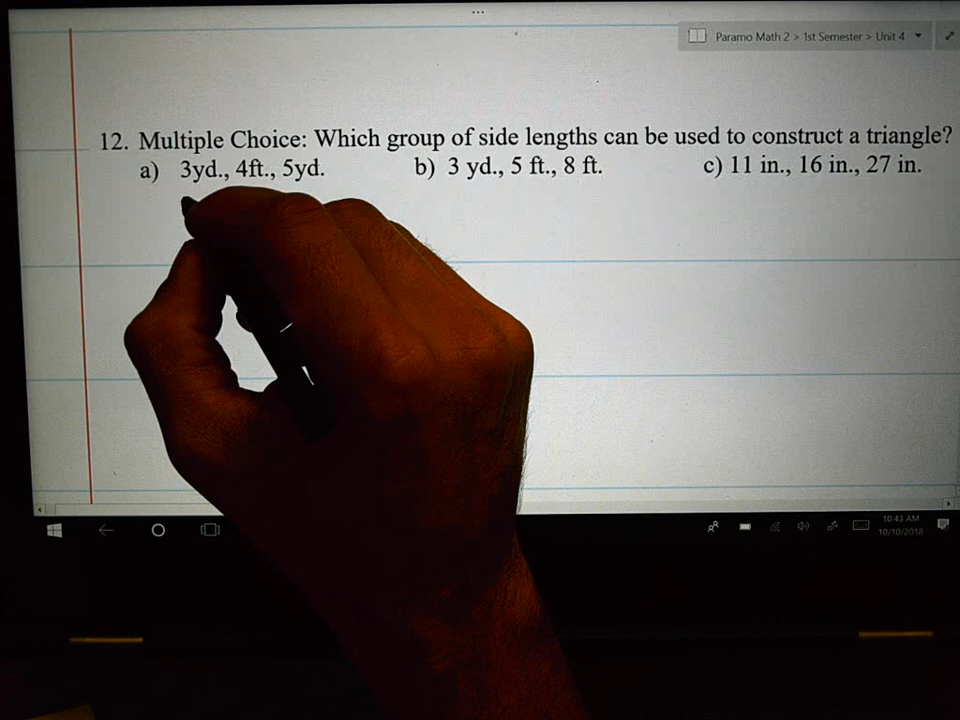 ...
Paramo Math 2 > 1st Semester > Unit 4
12. Multiple Choice: Which group of side lengths can be used to construct a triangle?
a) 3yd., 4ft., 5yd. b) 3 yd., 5 ft., 8 ft. c) 11 in., 16 in., 27 in.
10:43 AM
10/10/2018